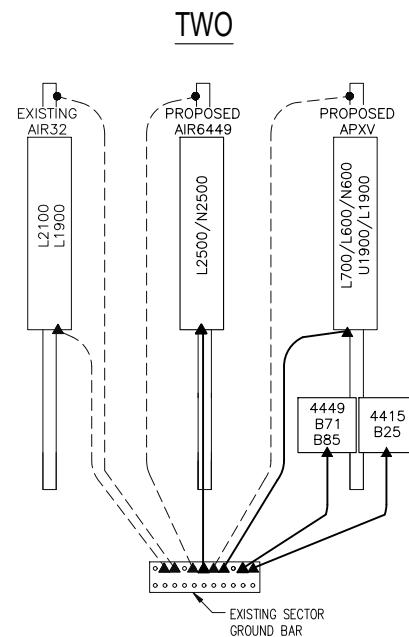 TWO
EXISTING
AIR32
PROPOSED
AIR6449
PROPOSED
APXV
L2100
L1900
L2500/N2500
L700/L600/N600
U1900/L1900
4449
B71
B85
4415
B25
EXISTING SECTOR
GROUND BAR